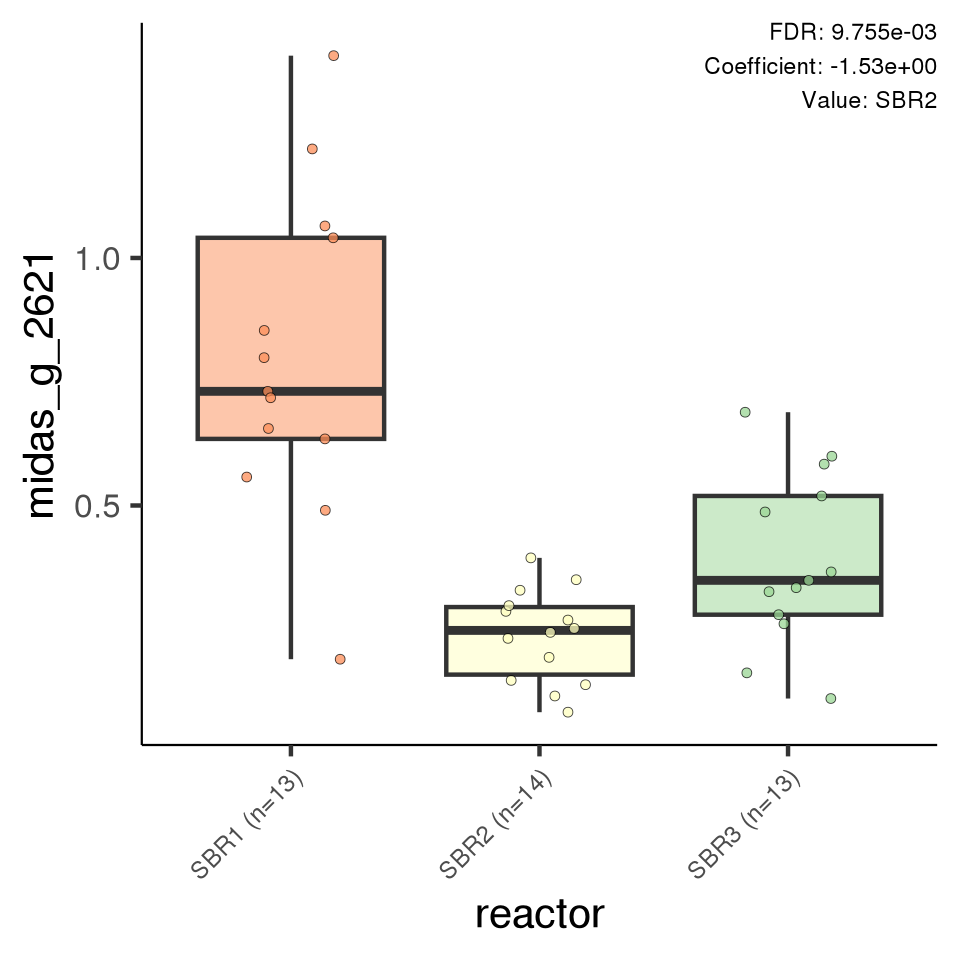 FDR: 9.755e-03
Coefficient: -1.53e+00
Value: SBR2
midas_g_2621
1.0
0.5
SBR1 (n=13)
SBR2 (n=14)
SBR3 (n=13)
reactor